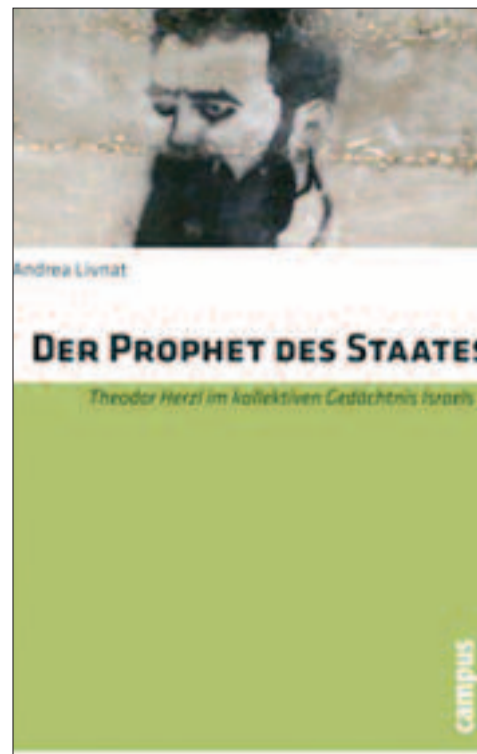 Andrea Livnat
DER PROPHET DES STAATES
Theodor Herzl im kollektiven Gedächtnis Israels
campus